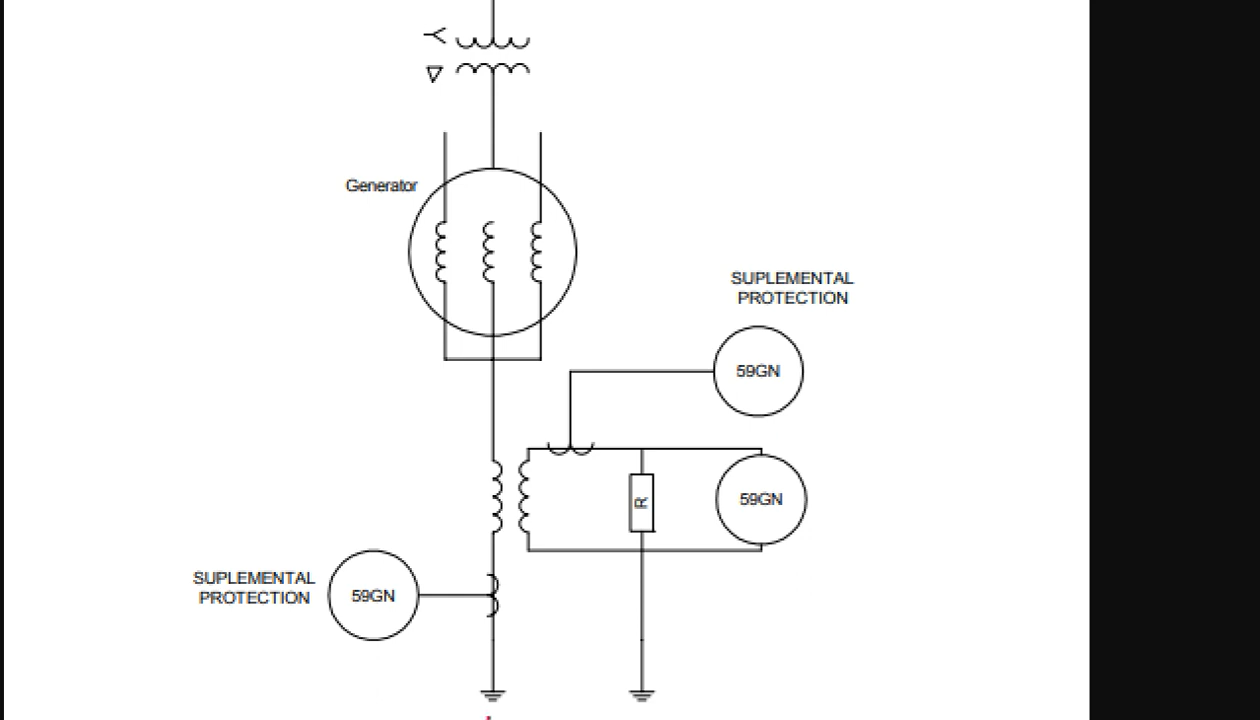 Generator
SUPLEMENTAL
PROTECTION
59GN
R
59GN
SUPLEMENTAL
PROTECTION
59GN